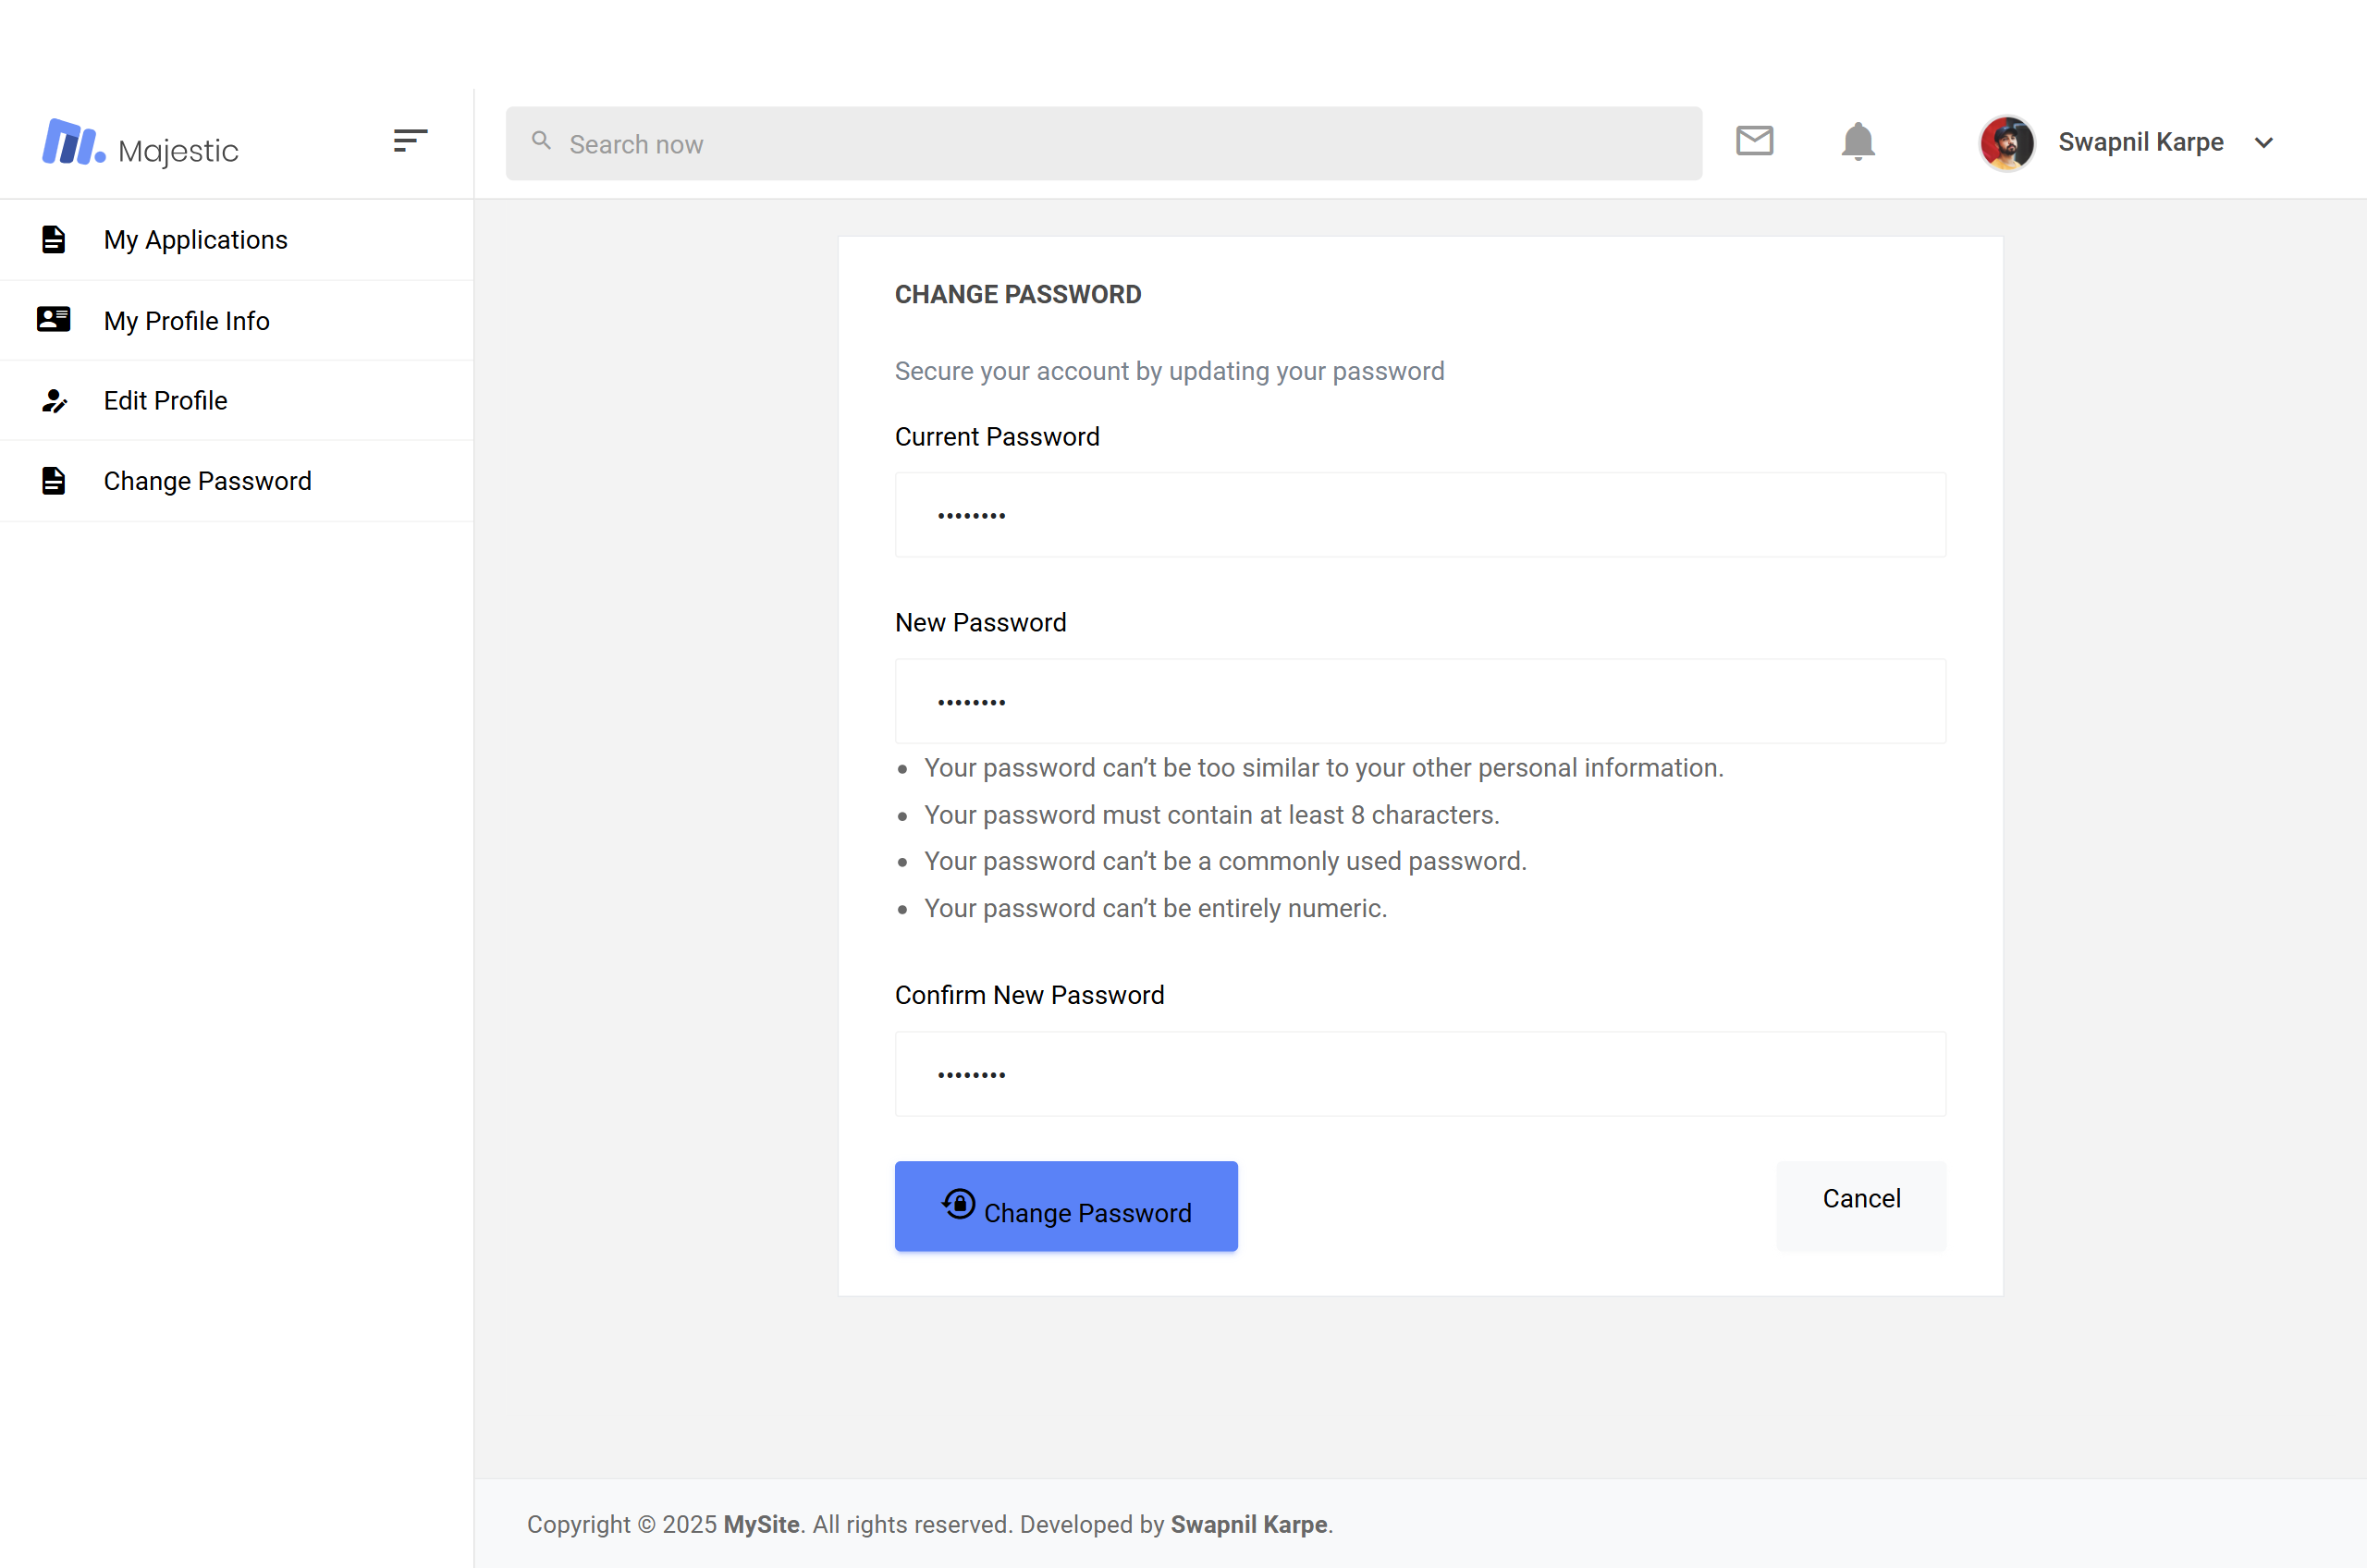 Majestic
Search now
Swapnil Karpe
My Applications
My Profile Info
Edit Profile
Change Password
CHANGE PASSWORD
Secure your account by updating your password
Current Password
••••••••
New Password
••••••••
• Your password can’t be too similar to your other personal information.
• Your password must contain at least 8 characters.
• Your password can’t be a commonly used password.
• Your password can’t be entirely numeric.
Confirm New Password
••••••••
Change Password
Cancel
Copyright © 2025 MySite. All rights reserved. Developed by Swapnil Karpe.